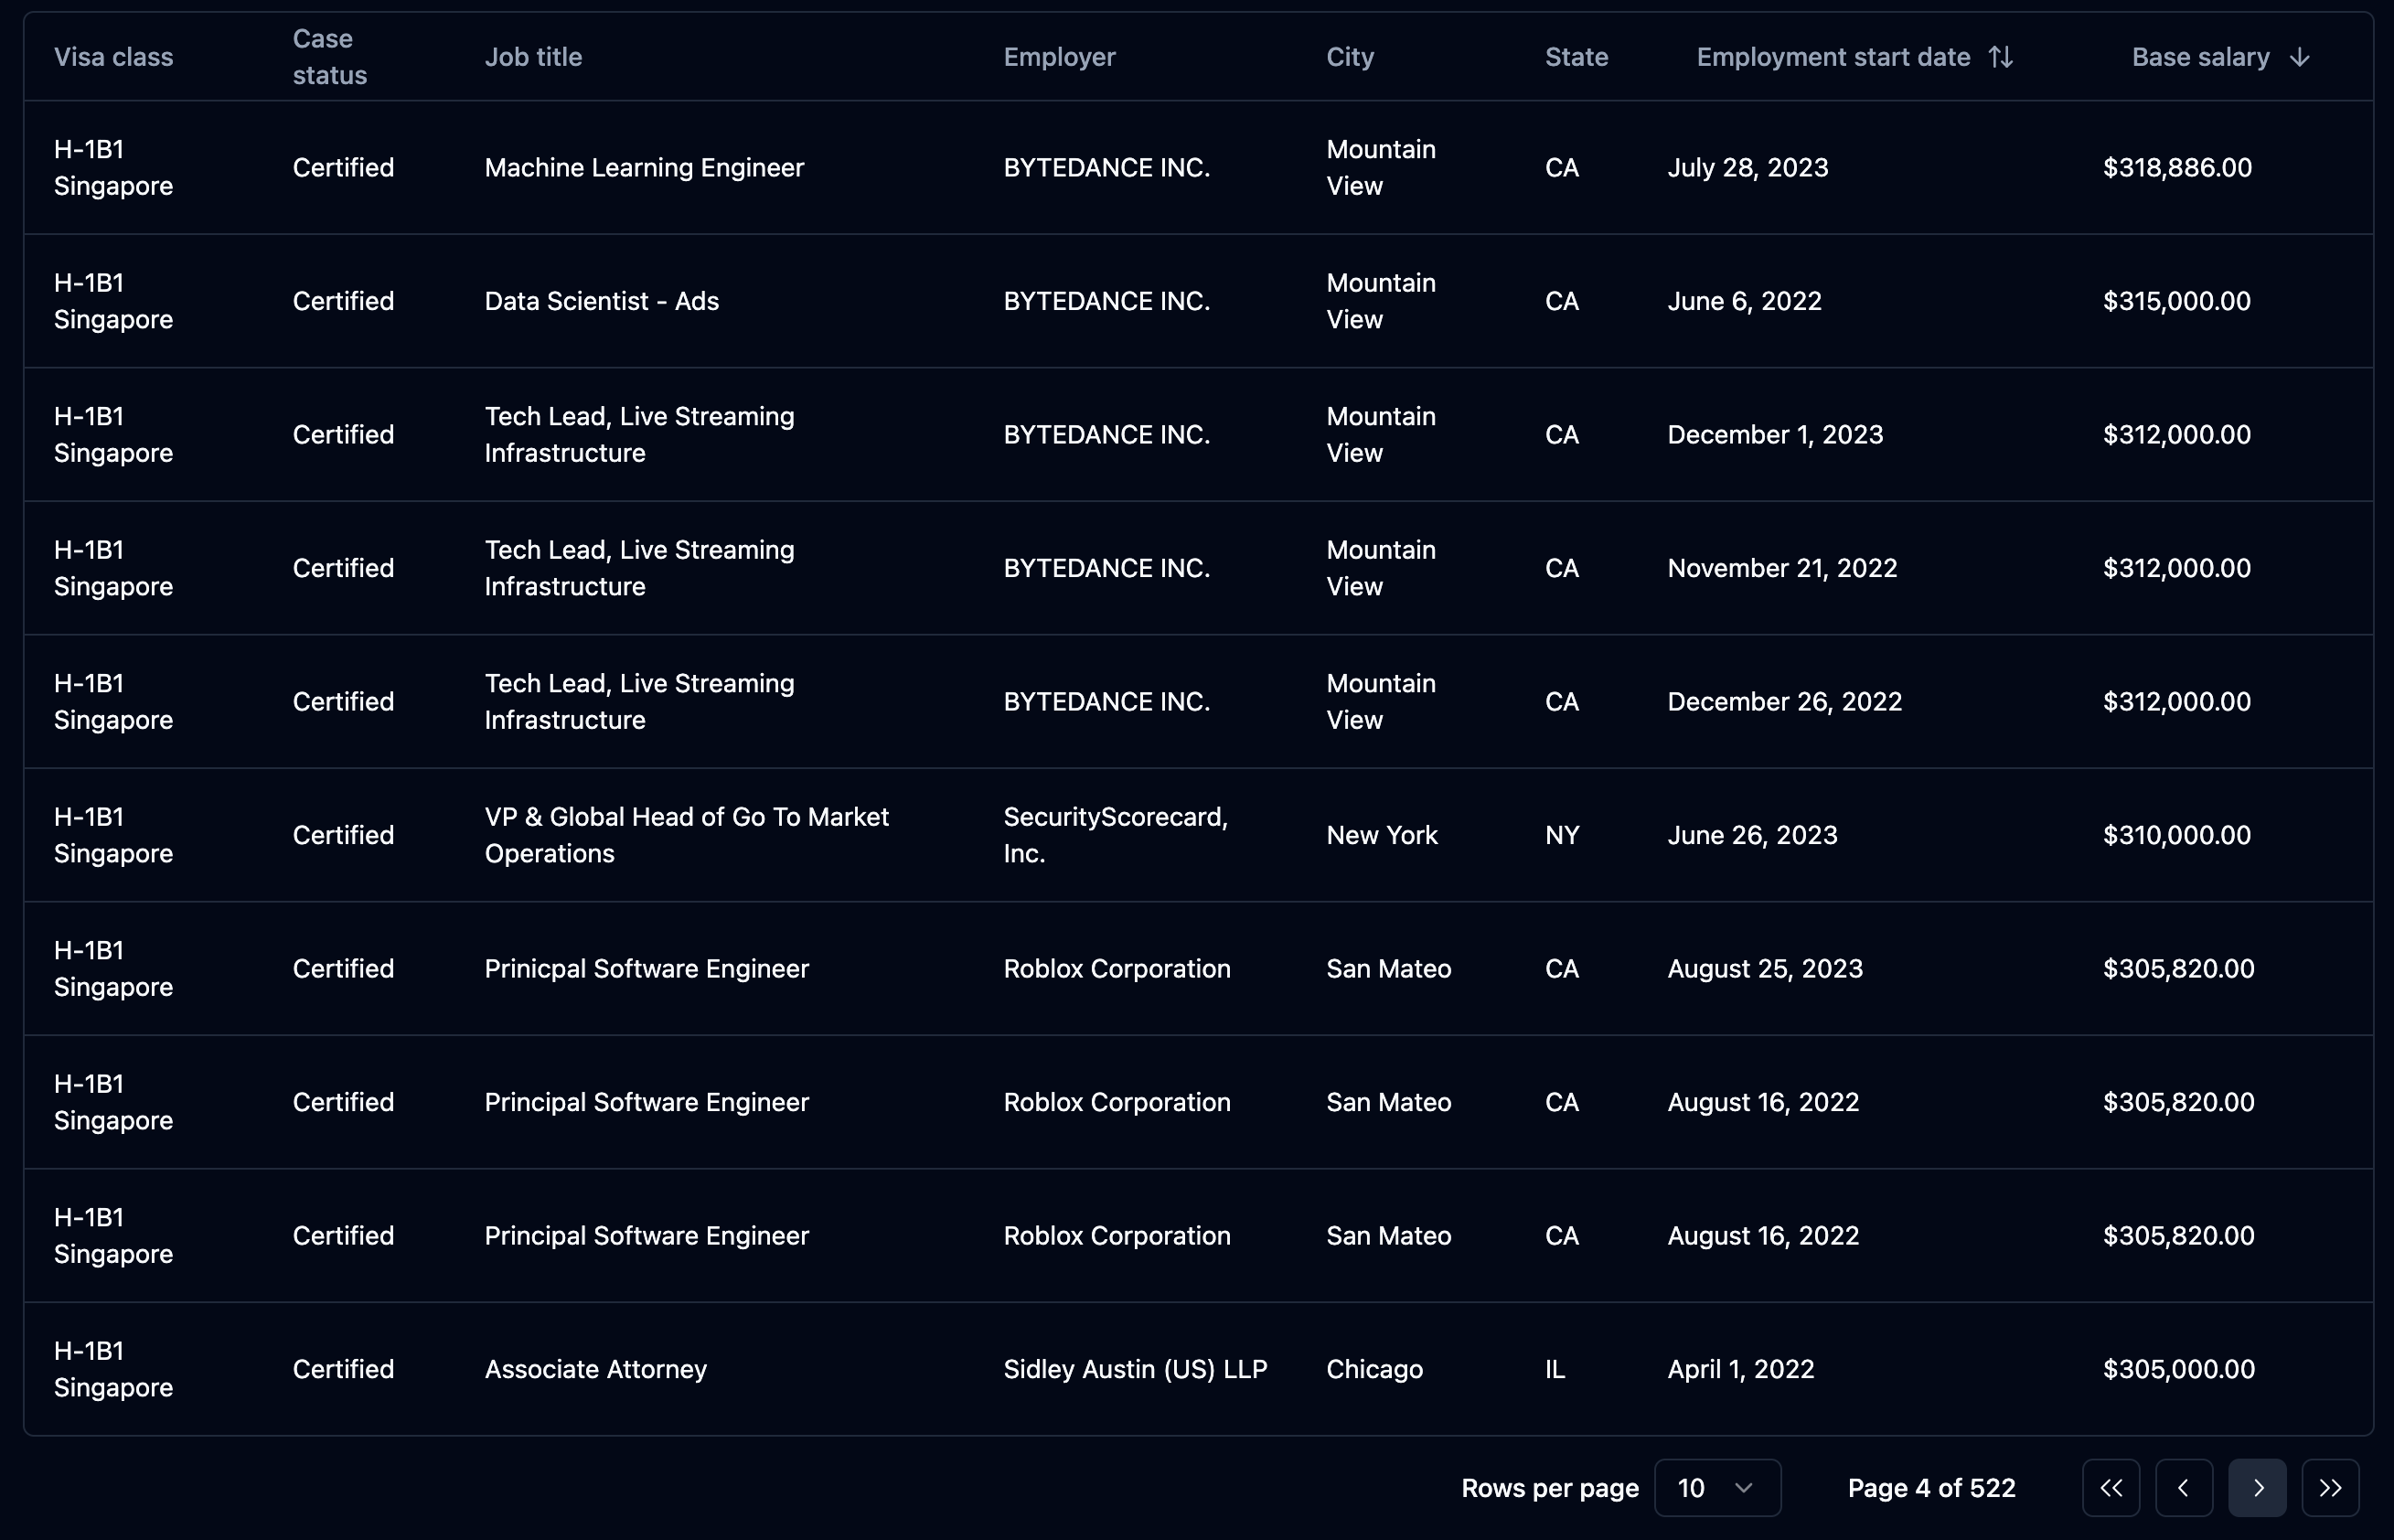 Visa class Case status Job title Employer City State Employment start date Base salary
H-1B1 Singapore Certified Machine Learning Engineer BYTEDANCE INC. Mountain View CA July 28, 2023 $318,886.00
H-1B1 Singapore Certified Data Scientist - Ads BYTEDANCE INC. Mountain View CA June 6, 2022 $315,000.00
H-1B1 Singapore Certified Tech Lead, Live Streaming Infrastructure BYTEDANCE INC. Mountain View CA December 1, 2023 $312,000.00
H-1B1 Singapore Certified Tech Lead, Live Streaming Infrastructure BYTEDANCE INC. Mountain View CA November 21, 2022 $312,000.00
H-1B1 Singapore Certified Tech Lead, Live Streaming Infrastructure BYTEDANCE INC. Mountain View CA December 26, 2022 $312,000.00
H-1B1 Singapore Certified VP & Global Head of Go To Market Operations SecurityScorecard, Inc. New York NY June 26, 2023 $310,000.00
H-1B1 Singapore Certified Prinicpal Software Engineer Roblox Corporation San Mateo CA August 25, 2023 $305,820.00
H-1B1 Singapore Certified Principal Software Engineer Roblox Corporation San Mateo CA August 16, 2022 $305,820.00
H-1B1 Singapore Certified Principal Software Engineer Roblox Corporation San Mateo CA August 16, 2022 $305,820.00
H-1B1 Singapore Certified Associate Attorney Sidley Austin (US) LLP Chicago IL April 1, 2022 $305,000.00
Rows per page 10 Page 4 of 522